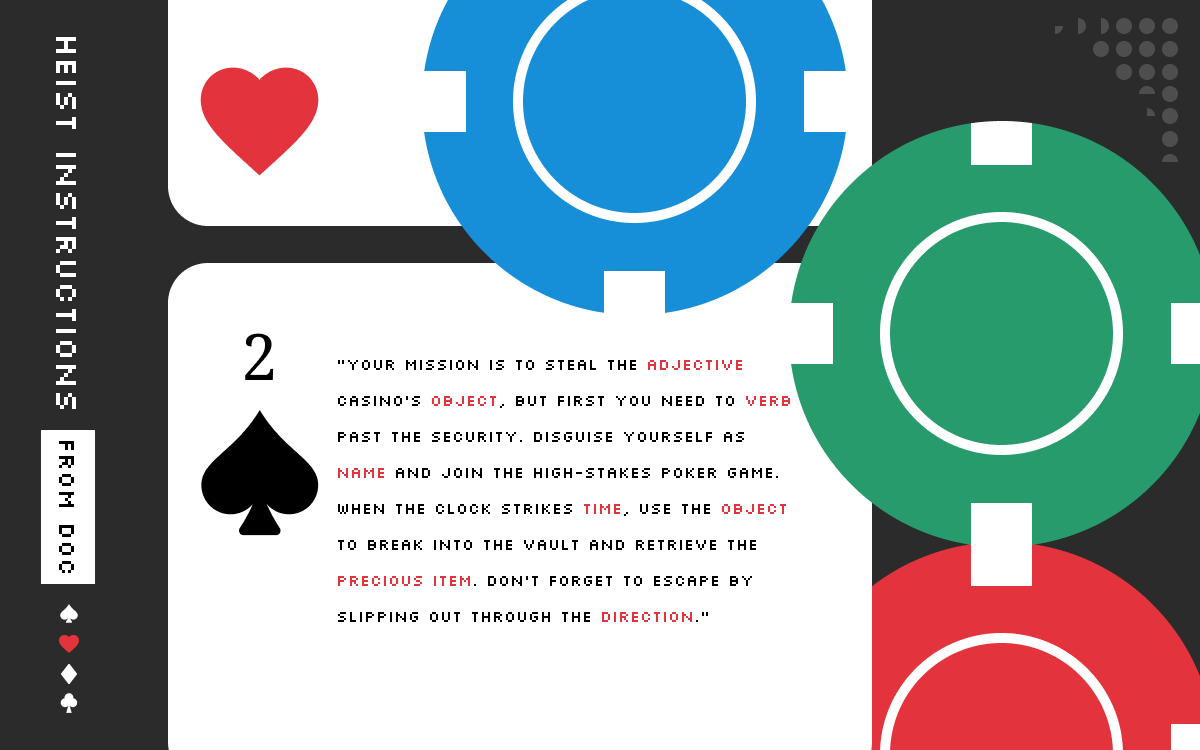 HEIST INSTRUCTIONS
FROM DOC
2
"YOUR MISSION IS TO STEAL THE ADJECTIVE
CASINO'S OBJECT, BUT FIRST YOU NEED TO VERB
PAST THE SECURITY. DISGUISE YOURSELF AS
NAME AND JOIN THE HIGH-STAKES POKER GAME.
WHEN THE CLOCK STRIKES TIME, USE THE OBJECT
TO BREAK INTO THE VAULT AND RETRIEVE THE
PRECIOUS ITEM. DON'T FORGET TO ESCAPE BY
SLIPPING OUT THROUGH THE DIRECTION."